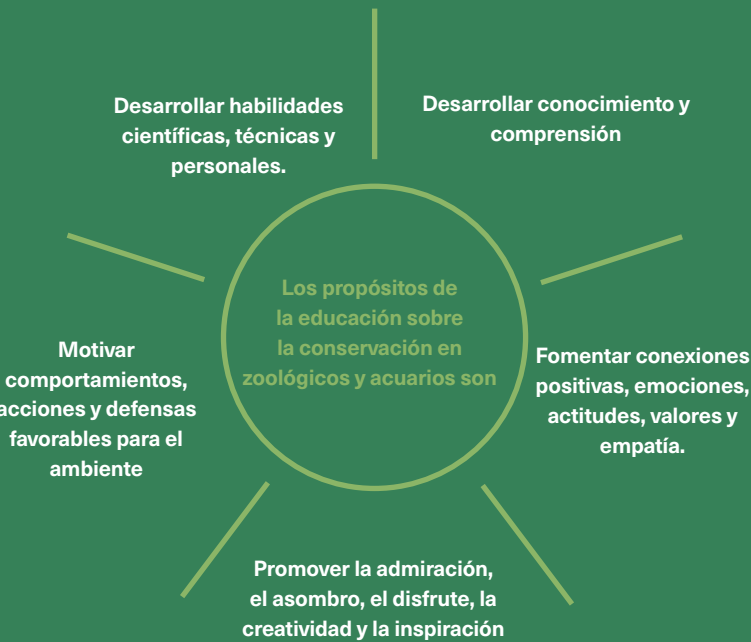 Desarrollar habilidades
científicas, técnicas y
personales.
Desarrollar conocimiento y
comprensión
Los propósitos de
la educación sobre
la conservación en
zoológicos y acuarios son
Motivar
comportamientos,
acciones y defensas
favorables para el
ambiente
Fomentar conexiones
positivas, emociones,
actitudes, valores y
empatía.
Promover la admiración,
el asombro, el disfrute, la
creatividad y la inspiración